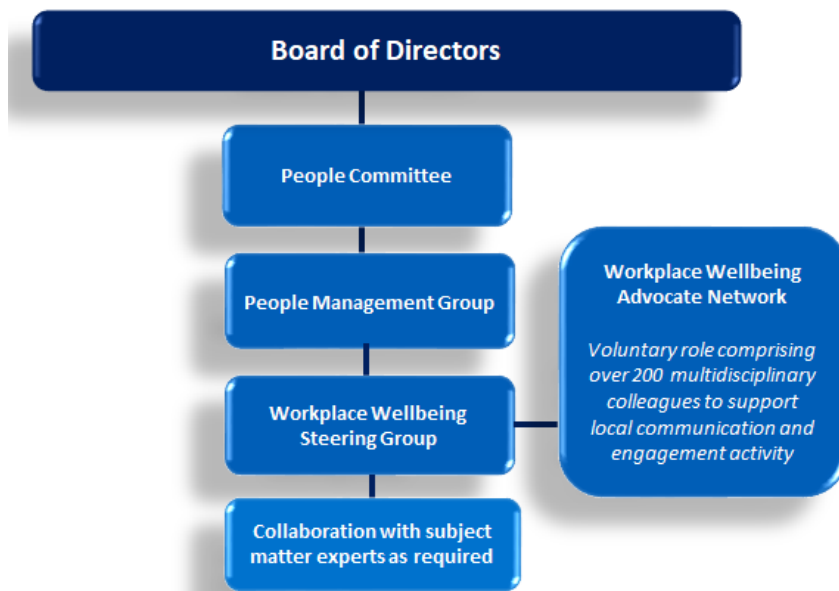 Board of Directors
People Committee
People Management Group
Workplace Wellbeing
Steering Group
Workplace Wellbeing
Advocate Network
Voluntary role comprising
over 200 multidisciplinary
colleagues to support
local communication and
engagement activity
Collaboration with subject
matter experts as required